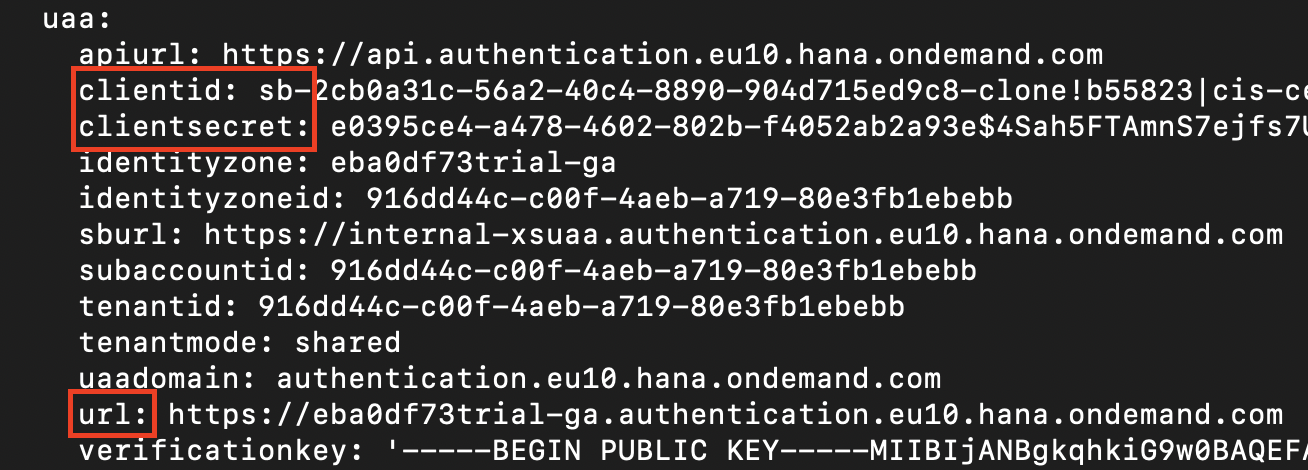 uaa:
apiurl: https://api.authentication.eu10.hana.ondemand.com
clientid: sb-2cb0a31c-56a2-40c4-8890-904d715ed9c8-clone!b55823|cis-ce
clientsecret: e0395ce4-a478-4602-802b-f4052ab2a93e$4Sah5FTAmnS7ejfs7U
identityzone: eba0df73trial-ga
identityzoneid: 916dd44c-c00f-4aeb-a719-80e3fb1ebebb
sburl: https://internal-xsuaa.authentication.eu10.hana.ondemand.com
subaccountid: 916dd44c-c00f-4aeb-a719-80e3fb1ebebb
tenantid: 916dd44c-c00f-4aeb-a719-80e3fb1ebebb
tenantmode: shared
uaadomain: authentication.eu10.hana.ondemand.com
url: https://eba0df73trial-ga.authentication.eu10.hana.ondemand.com
verificationkey: '-----BEGIN PUBLIC KEY-----MIIBIjANBgkqhkiG9w0BAQEFA